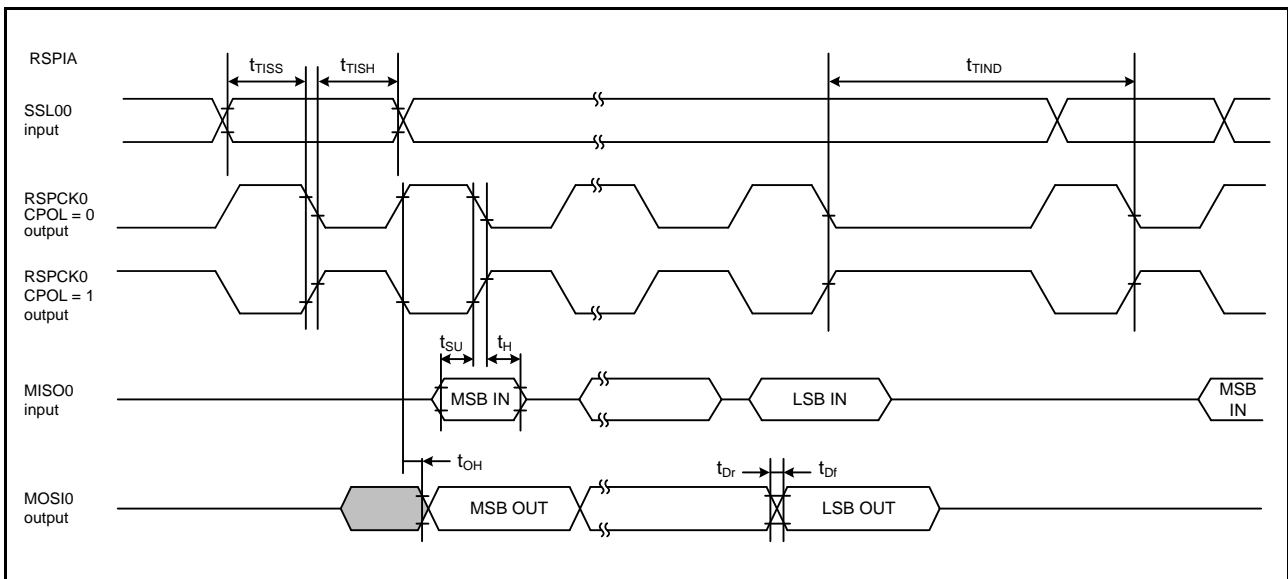 RSPIA
tTISS
tTISH
tTIND
SSL00
input
RSPCK0
CPOL = 0
output
RSPCK0
CPOL = 1
output
tSU
tH
MISO0
input
MSB IN
LSB IN
MSB
IN
tOH
tDr
tDf
MOSI0
output
MSB OUT
LSB OUT